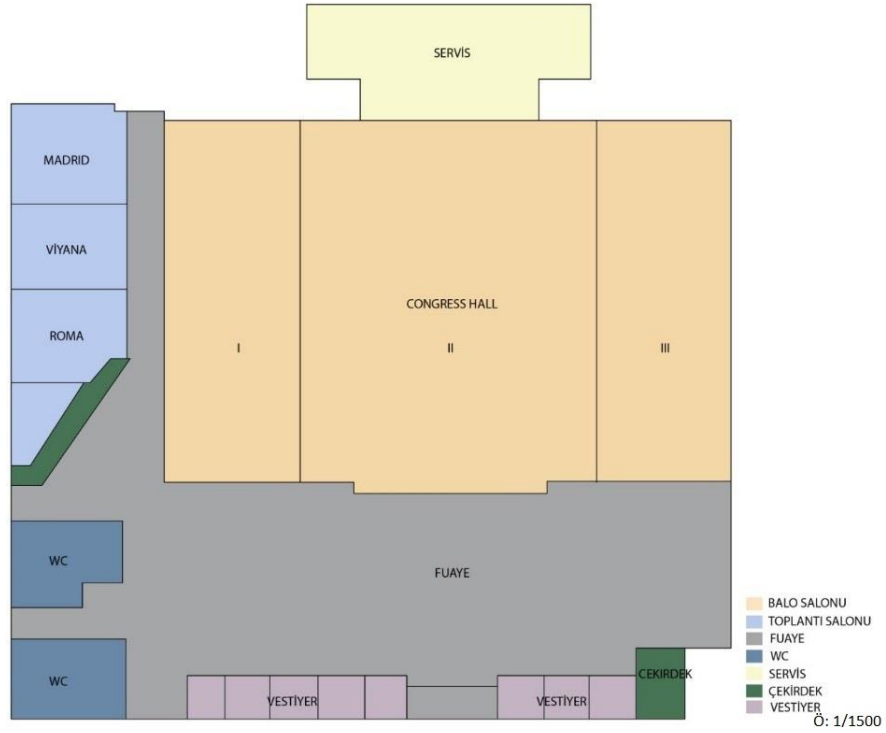 SERVİS
MADRID
VİYANA
CONGRESS HALL
ROMA
I
II
III
WC
FUAYE
WC
VESTİYER
VESTİYER
CEKIRDEK
BALO SALONU
TOPLANTI SALONU
FUAYE
WC
SERVİS
ÇEKİRDEK
VESTİYER
Ö: 1/1500